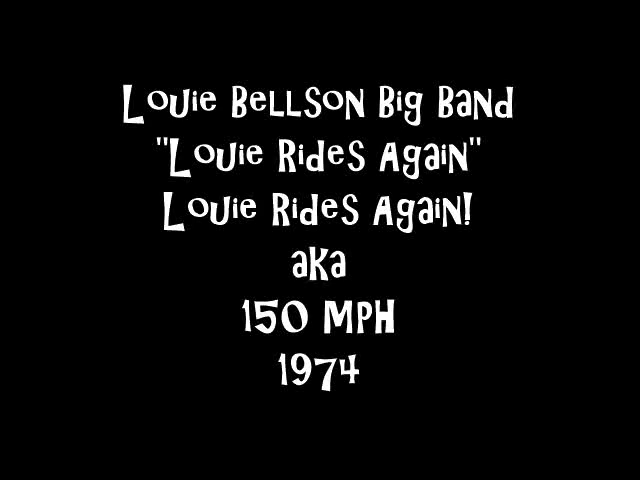 Louie Bellson Big Band
"Louie Rides Again"
Louie Rides Again!
aka
150 MPH
1974